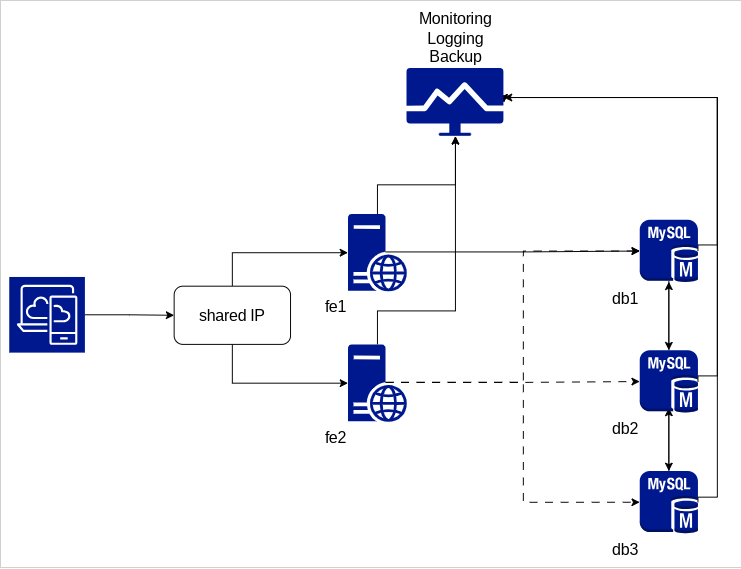 Monitoring
Logging
Backup
MySQL
M
fe1
db1
shared IP
MySQL
M
fe2
db2
MySQL
M
db3